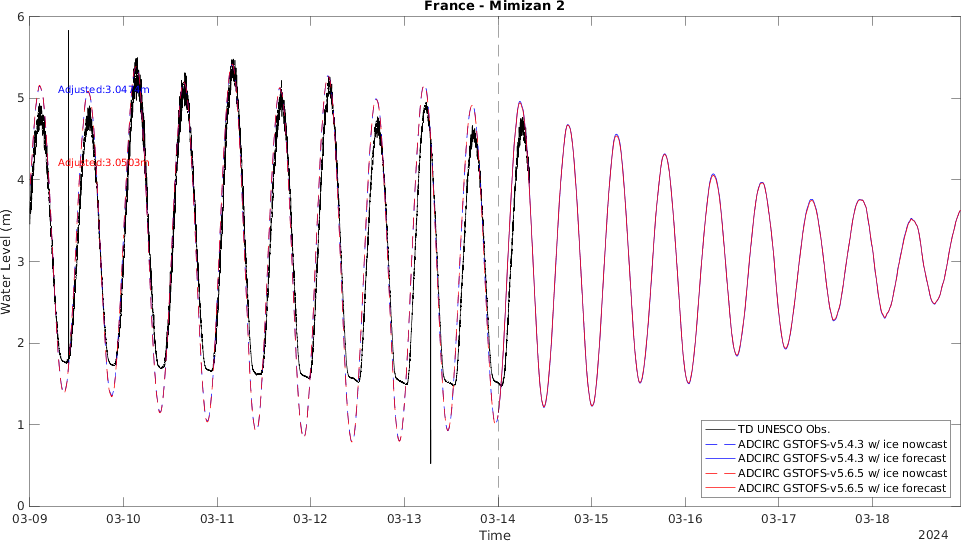 France - Mimizan 2
6
5
4
3
2
1
0
Water Level (m)
Adjusted:3.0503m
03-09
03-10
03-11
03-12
03-13
03-14
03-15
03-16
03-17
03-18
Time
2024
TD UNESCO Obs.
ADCIRC GSTOFS-v5.4.3 w/ ice nowcast
ADCIRC GSTOFS-v5.4.3 w/ ice forecast
ADCIRC GSTOFS-v5.6.5 w/ ice nowcast
ADCIRC GSTOFS-v5.6.5 w/ ice forecast